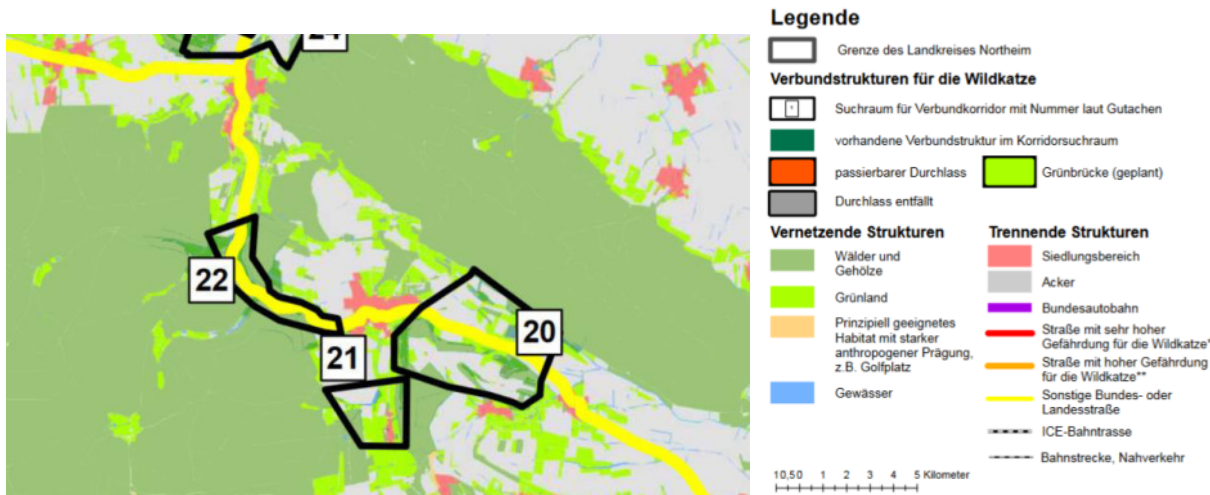 24
22
21
20
Legende
Grenze des Landkreises Northeim
Verbundstrukturen für die Wildkatze
Suchraum für Verbundkorridor mit Nummer laut Gutachen
vorhandene Verbundstruktur im Korridorsuchraum
passierbarer Durchlass
Grünbrücke (geplant)
Durchlass entfällt
Vernetzende Strukturen
Wälder und
Gehölze
Grünland
Prinzipiell geeignetes
Habitat mit starker
anthropogener Prägung,
z.B. Golfplatz
Gewässer
Trennende Strukturen
Siedlungsbereich
Acker
Bundesautobahn
Straße mit sehr hoher
Gefährdung für die Wildkatze*
Straße mit hoher Gefährdung
für die Wildkatze**
Sonstige Bundes- oder
Landesstraße
ICE-Bahntrasse
Bahnstrecke, Nahverkehr
10,50 1 2 3 4 5 Kilometer